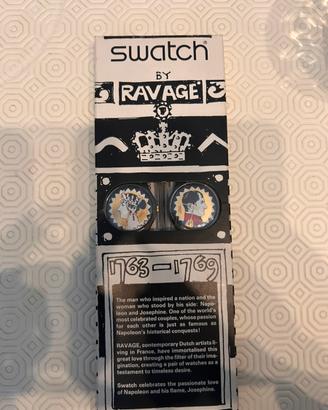 swatch
BY
RAVAGE
1763-1769
The man who inspired a nation and the
woman who stood by his side: Napo-
leon and Josephine. One of the world's
most celebrated couples, whose passion
for each other is just as famous as
Napoleon's historical conquests!
RAVAGE, contemporary Dutch artists li-
ving in France, have immortalised this
great love through the filter of their ima-
gination, creating a pair of watches as a
testament to timeless desire.
Swatch celebrates the passionate love
of Napoleon and his flame, Josephine.